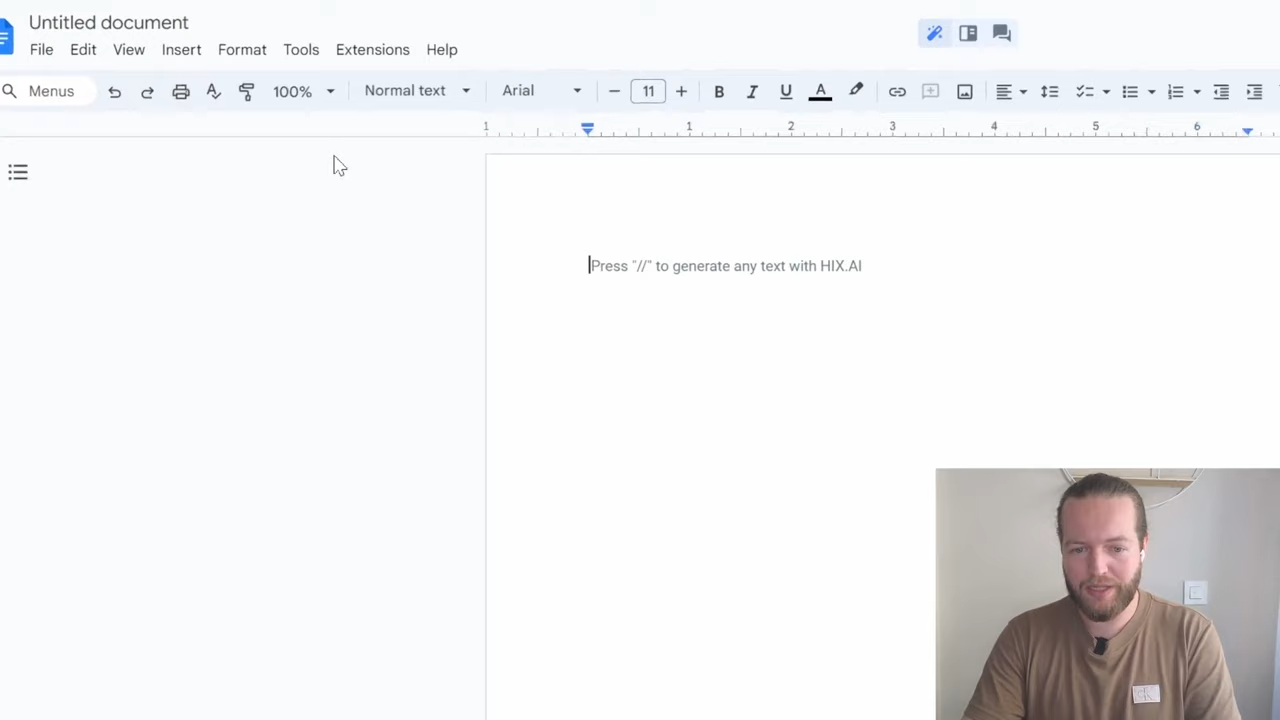 Untitled document
File Edit View Insert Format Tools Extensions Help
Menus 100% Normal text Arial 11 B I U A
1 1 2 3 4 5 6
Press "//" to generate any text with HIX.AI